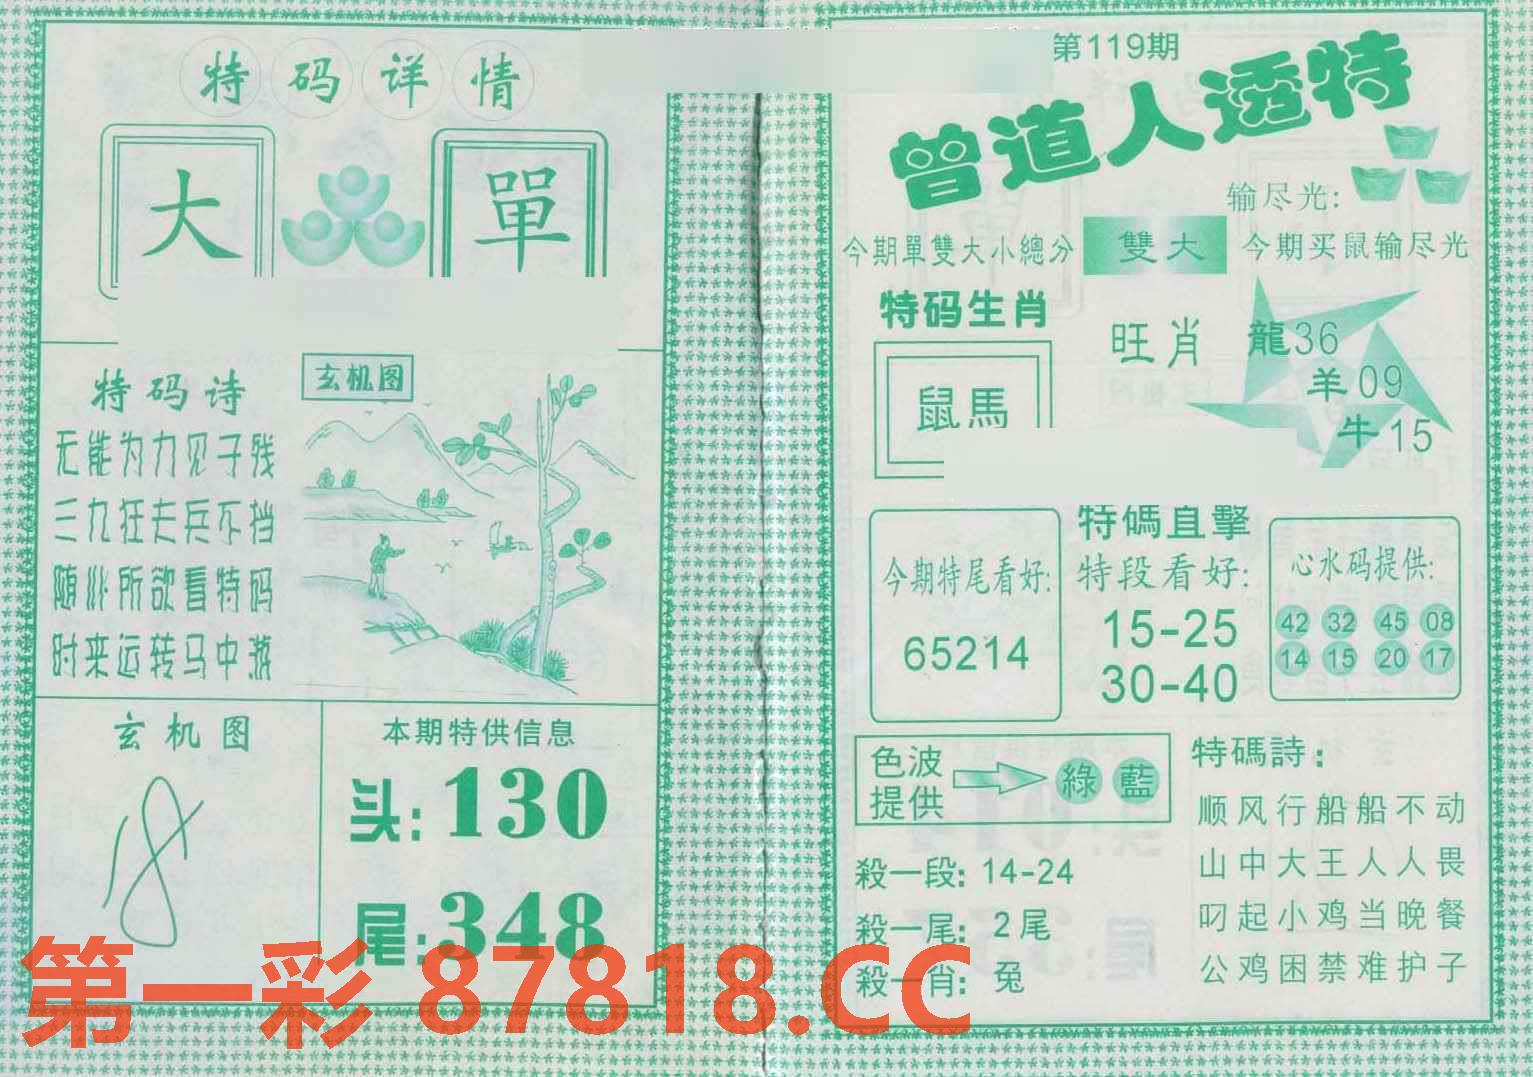 特码详情
大
單
特码诗
无能为力见子残
三九狂走兵不挡
随心所欲看特码
时来运转马中游
玄机图
玄机图
本期特供信息
头:130
尾:348
第119期
曾道人透特
输尽光:
今期單雙大小總分
雙大
今期买鼠输尽光
特码生肖
鼠馬
旺肖
龍36
羊09
牛15
今期特尾看好:
65214
特碼直擊
特段看好:
15-25
30-40
心水码提供:
42 32 45 08
14 15 20 17
色波
提供
綠 藍
殺一段: 14-24
殺一尾: 2尾
殺一肖: 兔
特碼詩:
顺风行船船不动
山中大王人人畏
叼起小鸡当晚餐
公鸡困禁难护子
第一彩 87818.CC